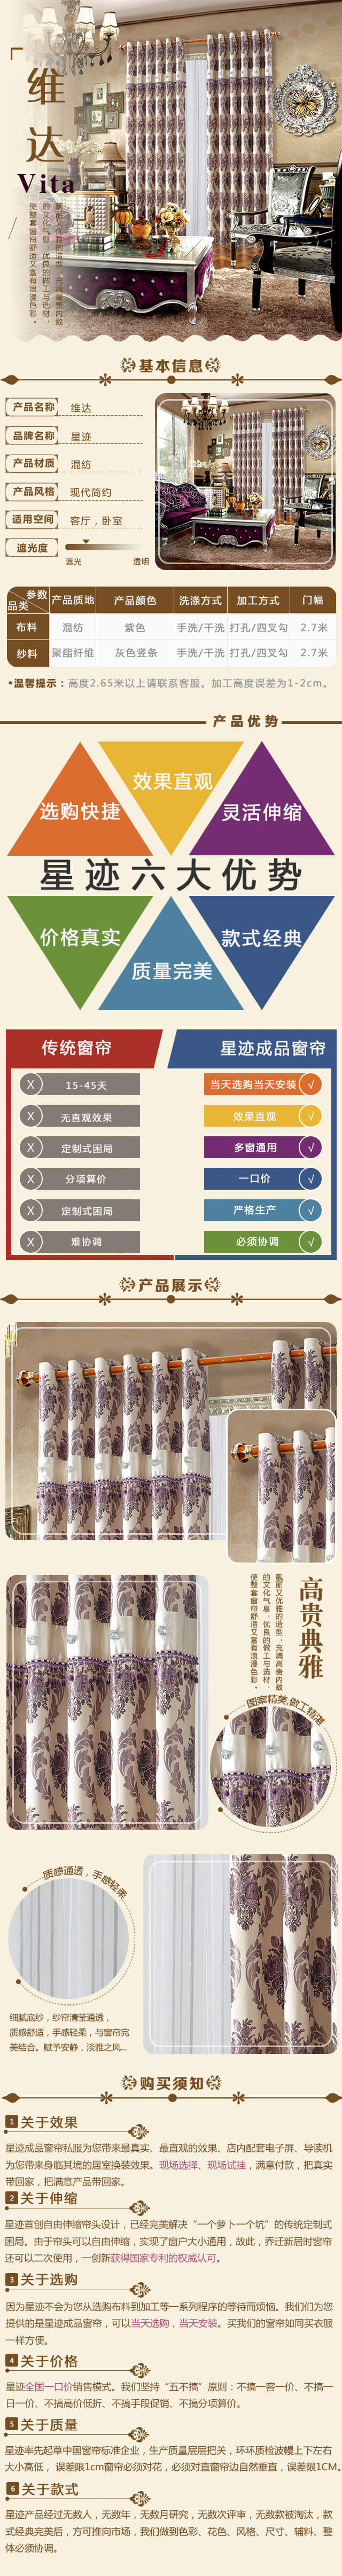 维
达
Vita
靓丽又优雅的造型，充满高贵内敛
的文化气息，优良的做工与选材，
使整套窗帘舒适又富有浪漫色彩。
基本信息
产品名称 维达
品牌名称 星迹
产品材质 混纺
产品风格 现代简约
适用空间 客厅，卧室
遮光度
遮光 透明
参数
品类 产品质地 产品颜色 洗涤方式 加工方式 门幅
布料 混纺 紫色 手洗/干洗 打孔/四叉勾 2.7米
纱料 聚酯纤维 灰色竖条 手洗/干洗 打孔/四叉勾 2.7米
•温馨提示：高度2.65米以上请联系客服。加工高度误差为1-2cm。
产品优势
选购快捷 效果直观 灵活伸缩
星迹六大优势
价格真实 质量完美 款式经典
传统窗帘 星迹成品窗帘
X 15-45天 当天选购当天安装 √
X 无直观效果 效果直观 √
X 定制式困局 多窗通用 √
X 分项算价 一口价 √
X 定制式困局 严格生产 √
X 难协调 必须协调 √
产品展示
高贵典雅
靓丽又优雅的造型，充满高贵内敛
的文化气息，优良的做工与选材，
使整套窗帘舒适又富有浪漫色彩。
图案精美，做工精湛
质感通透，手感轻柔
细腻底纱，纱帘清莹通透，
质感舒适，手感轻柔，与窗帘完
美结合。赋予安静，淡雅之风...
购买须知
1 关于效果
星迹成品窗帘私服为您带来最真实、最直观的效果、店内配套电子屏、导读机
为您带来身临其境的居室换装效果。现场选择、现场试挂，满意付款，把真实
带回家，把满意产品带回家。
2 关于伸缩
星迹首创自由伸缩帘头设计，已经完美解决“一个萝卜一个坑”的传统定制式
困局。由于帘头可以自由伸缩，实现了窗户大小通用，故此，乔迁新居时窗帘
还可以二次使用，一创新获得国家专利的权威认可。
3 关于选购
因为星迹不会为您从选购布料到加工等一系列程序的等待而烦恼。我们们为您
提供的是星迹成品窗帘，可以当天选购，当天安装。买我们的窗帘如同买衣服
一样方便。
4 关于价格
星迹全国一口价销售模式。我们坚持“五不搞”原则：不搞一客一价、不搞一
日一价、不搞高价低折、不搞手段促销、不搞分项算价。
5 关于质量
星迹率先起草中国窗帘标准企业，生产质量层层把关，环环质检波幔上下左右
大小高低， 误差限1cm窗帘必须对花，必须对直窗帘边自然垂直，误差限1CM。
6 关于款式
星迹产品经过无数人，无数年，无数月研究，无数次评审，无数款被淘汰，款
式经典完美后，方可推向市场，我们做到色彩、花色、风格、尺寸、辅料、整
体必须协调。